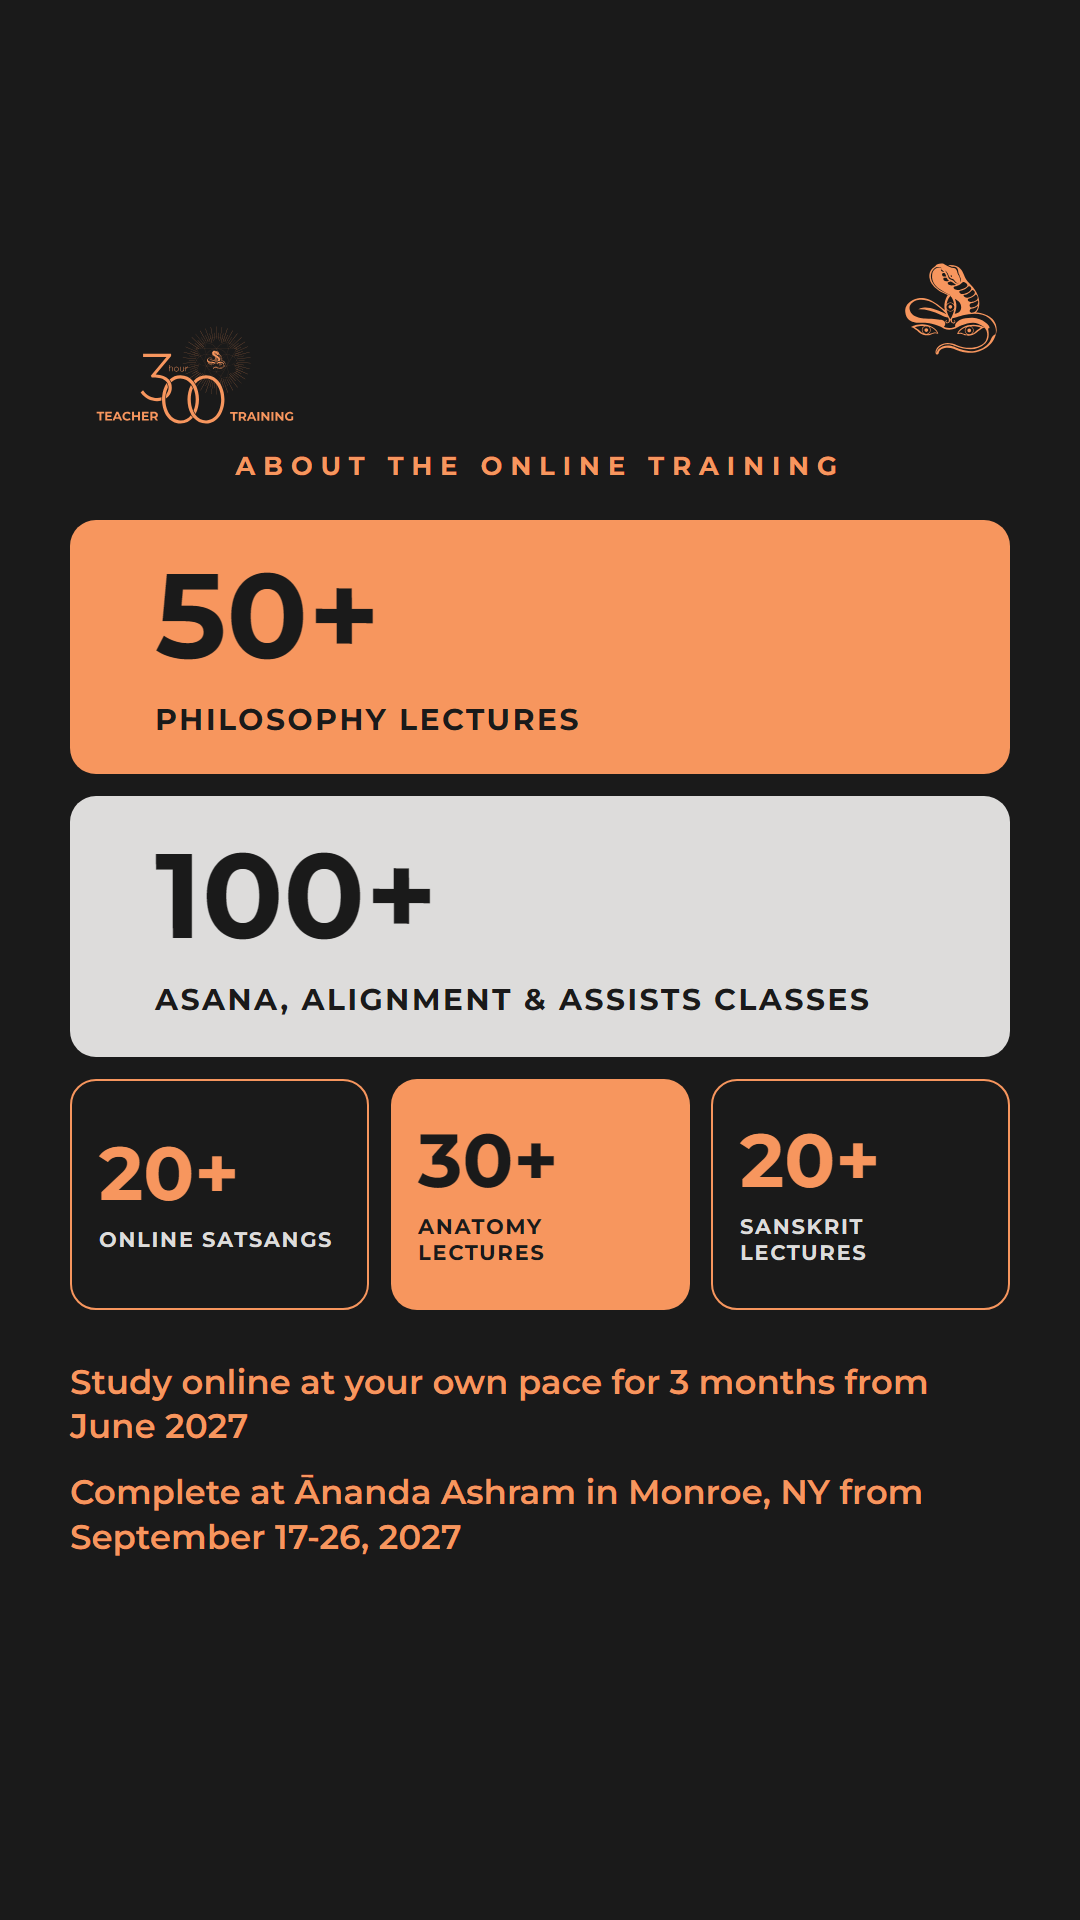 300 hour
TEACHER TRAINING
ABOUT THE ONLINE TRAINING
50+
PHILOSOPHY LECTURES
100+
ASANA, ALIGNMENT & ASSISTS CLASSES
20+
ONLINE SATSANGS
30+
ANATOMY
LECTURES
20+
SANSKRIT
LECTURES
Study online at your own pace for 3 months from
June 2027
Complete at Ānanda Ashram in Monroe, NY from
September 17-26, 2027